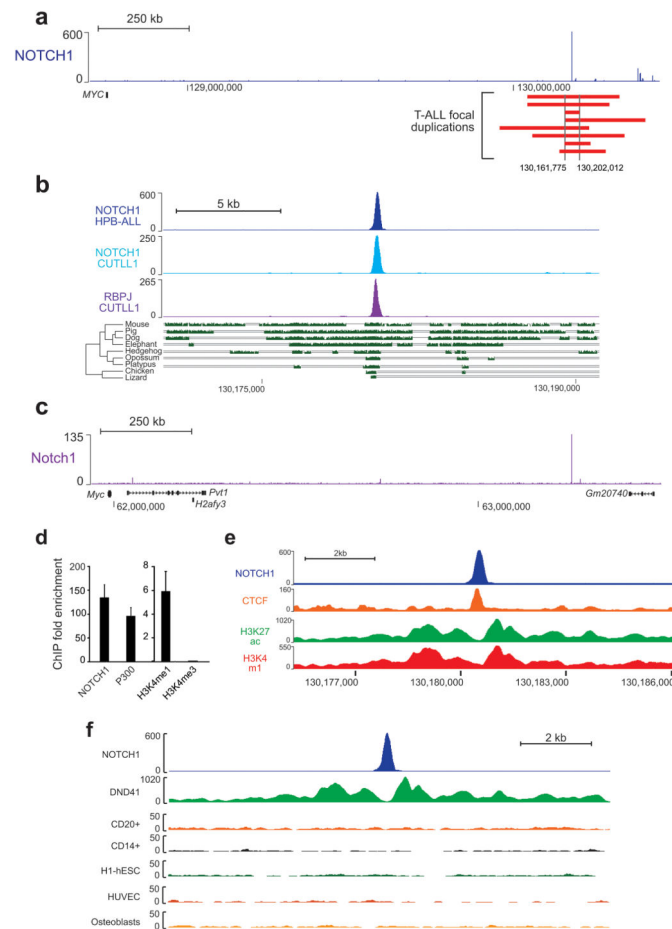 a
250 kb
600
NOTCH1
0
MYC
129,000,000
130,000,000
T-ALL focal
duplications
130,161,775
130,202,012
b
600
NOTCH1
HPB-ALL
5 kb
0
250
NOTCH1
CUTLL1
0
265
RBPJ
CUTLL1
0
Mouse
Pig
Dog
Elephant
Hedgehog
Opossum
Platypus
Chicken
Lizard
130,175,000
130,190,000
c
250 kb
135
Notch1
0
Myc
Pvt1
H2afy3
62,000,000
63,000,000
Gm20740
d
ChIP fold enrichment
200
150
100
50
0
8
6
4
2
0
NOTCH1
P300
H3K4me1
H3K4me3
e
2kb
600
NOTCH1
0
160
CTCF
0
1020
H3K27
ac
0
550
H3K4
m1
0
130,177,000
130,180,000
130,183,000
130,186,000
f
600
NOTCH1
0
2 kb
1020
DND41
0
50
CD20+
0
50
CD14+
0
50
H1-hESC
0
50
HUVEC
0
50
Osteoblasts
0